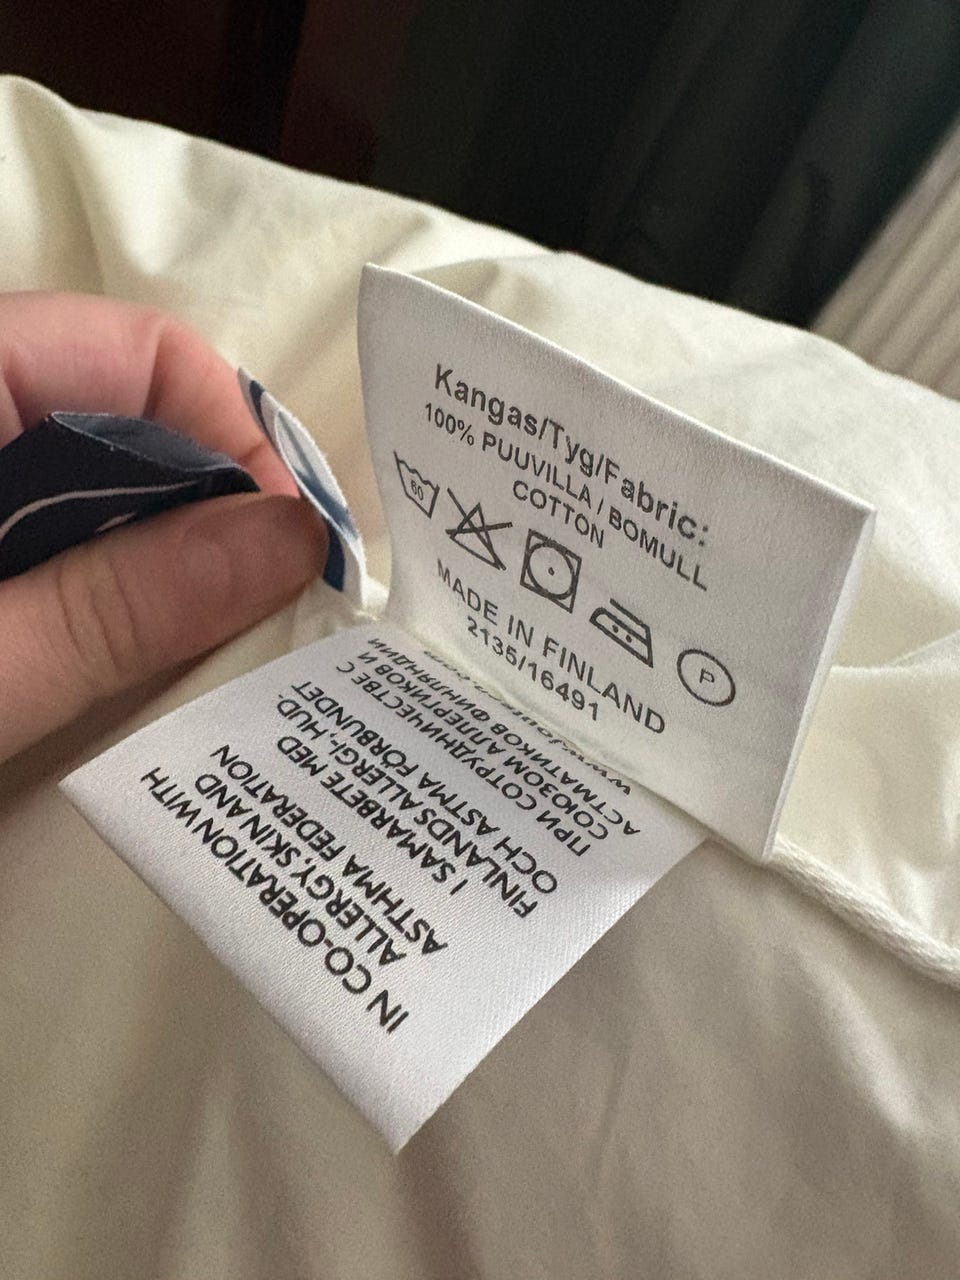 Kangas/Tyg/Fabric:
100% PUUVILLA / BOMULL
COTTON
60
P
MADE IN FINLAND
2135/16491
IN CO-OPERATION WITH
ALLERGY, SKIN AND
ASTHMA FEDERATION
I SAMARBETE MED
FINLANDS ALLERGI, HUD.
OCH ASTMA FÖRBUNDET
ПРИ СОТРУДНИЧЕСТВЕ С
СОЮЗОМ АЛЛЕРГИКОВ И
АСТМАТИКОВ ФИНЛЯНДИИ